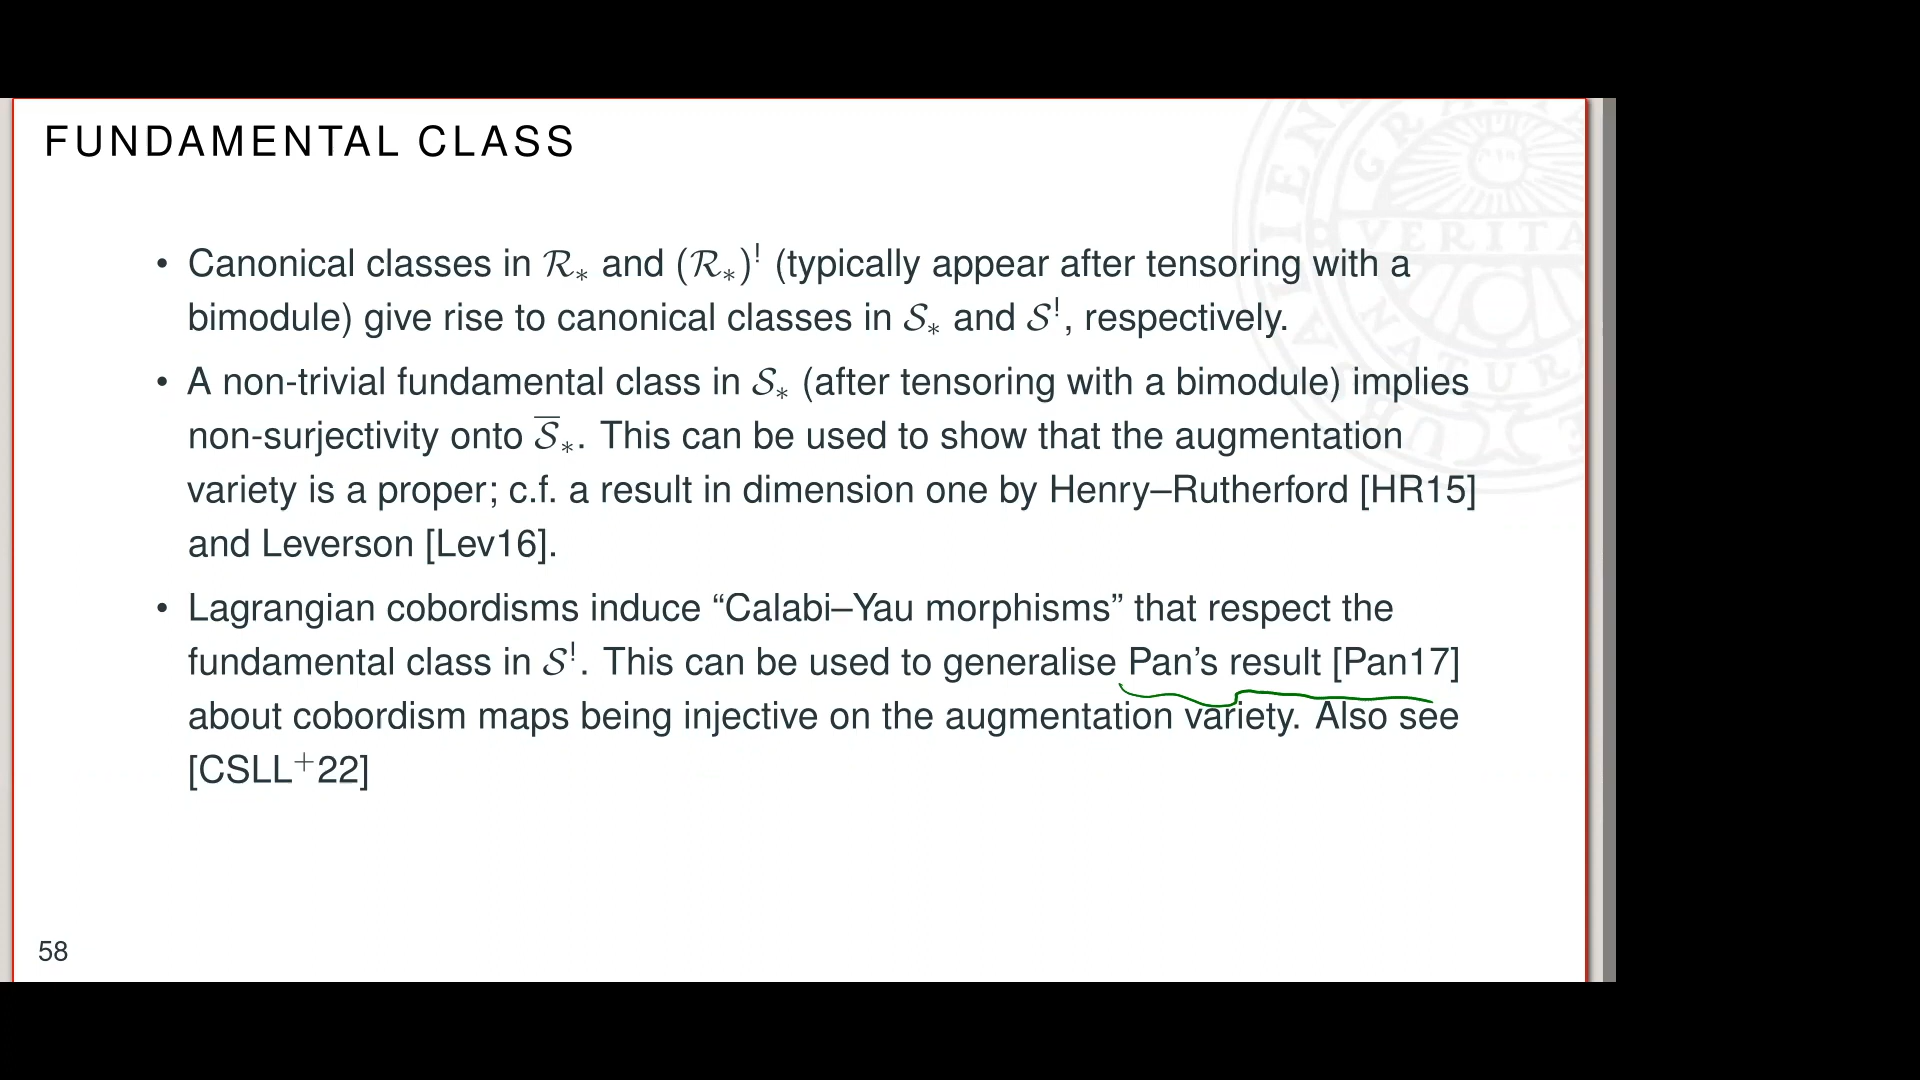 FUNDAMENTAL CLASS
• Canonical classes in ℛ∗ and (ℛ∗)! (typically appear after tensoring with a
bimodule) give rise to canonical classes in 𝒮∗ and 𝒮!, respectively.
• A non-trivial fundamental class in 𝒮∗ (after tensoring with a bimodule) implies
non-surjectivity onto 𝒮̅∗. This can be used to show that the augmentation
variety is a proper; c.f. a result in dimension one by Henry–Rutherford [HR15]
and Leverson [Lev16].
• Lagrangian cobordisms induce “Calabi–Yau morphisms” that respect the
fundamental class in 𝒮!. This can be used to generalise Pan’s result [Pan17]
about cobordism maps being injective on the augmentation variety. Also see
[CSLL+22]
58